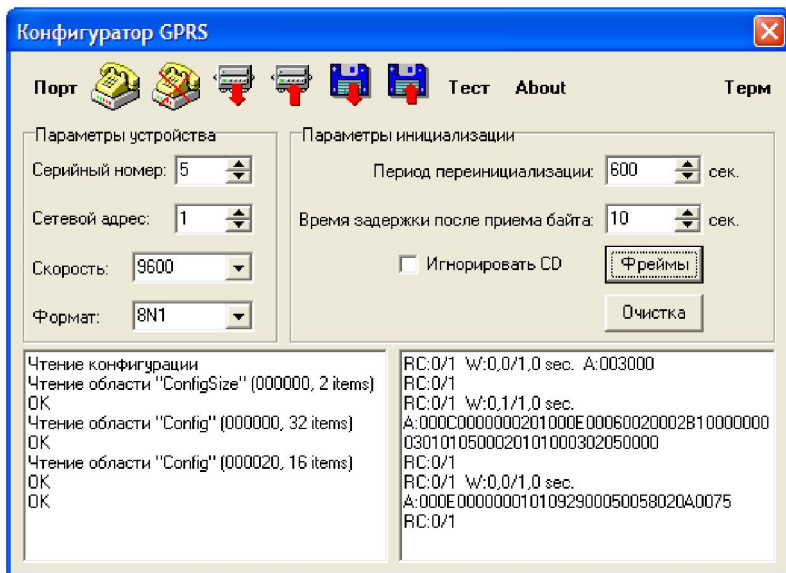 Конфигуратор GPRS
Порт Тест About Терм
Параметры устройства
Серийный номер: 5
Сетевой адрес: 1
Скорость: 9600
Формат: 8N1
Параметры инициализации
Период переинициализации: 600 сек.
Время задержки после приема байта: 10 сек.
Игнорировать CD Фреймы
Очистка
Чтение конфигурации
Чтение области "ConfigSize" (000000, 2 items)
OK
Чтение области "Config" (000000, 32 items)
OK
Чтение области "Config" (000020, 16 items)
OK
OK
RC:0/1 W:0,0/1,0 sec. A:003000
RC:0/1
RC:0/1 W:0,1/1,0 sec.
A:000C0000000201000E00060020002B10000000
0301010500020101000302050000
RC:0/1
RC:0/1 W:0,0/1,0 sec.
A:000E0000000101092900050058020A0075
RC:0/1